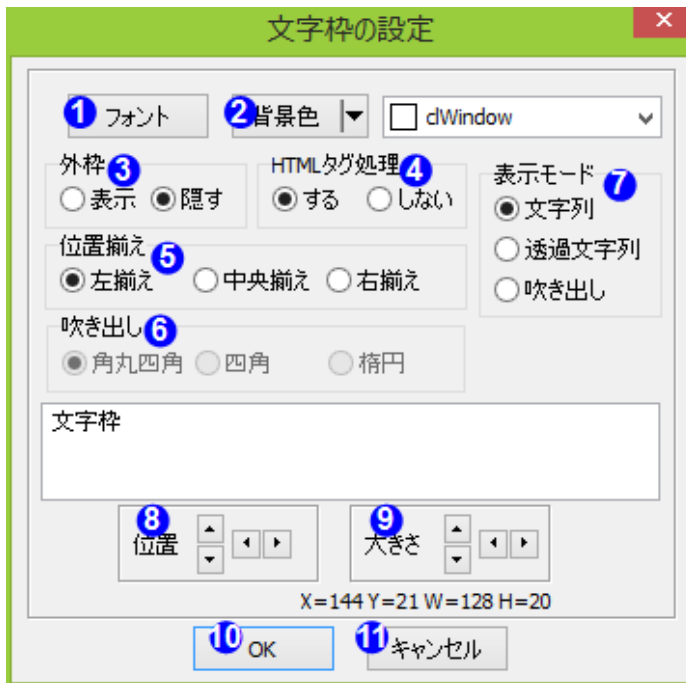 文字枠の設定
1 フォント 2 背景色 clWindow
外枠 3
表示 隠す
HTMLタグ処理 4
する しない
表示モード 7
文字列
透過文字列
吹き出し
位置揃え 5
左揃え 中央揃え 右揃え
吹き出し 6
角丸四角 四角 楕円
文字枠
8 位置 9 大きさ
X=144 Y=21 W=128 H=20
10 OK 11 キャンセル